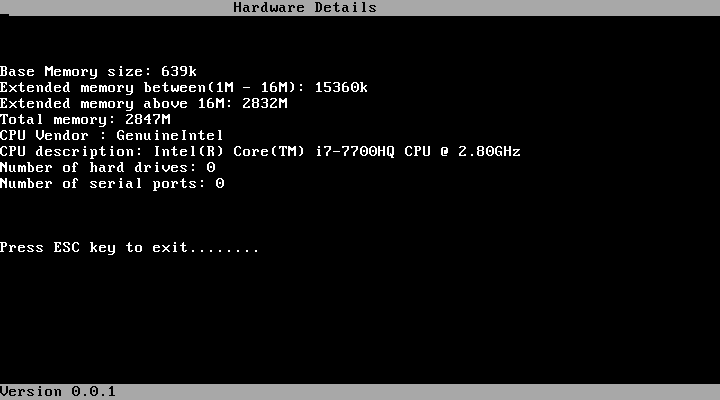 Hardware Details
Base Memory size: 639k
Extended memory between(1M - 16M): 15360k
Extended memory above 16M: 2832M
Total memory: 2847M
CPU Vendor : GenuineIntel
CPU description: Intel(R) Core(TM) i7-7700HQ CPU @ 2.80GHz
Number of hard drives: 0
Number of serial ports: 0
Press ESC key to exit........
Version 0.0.1